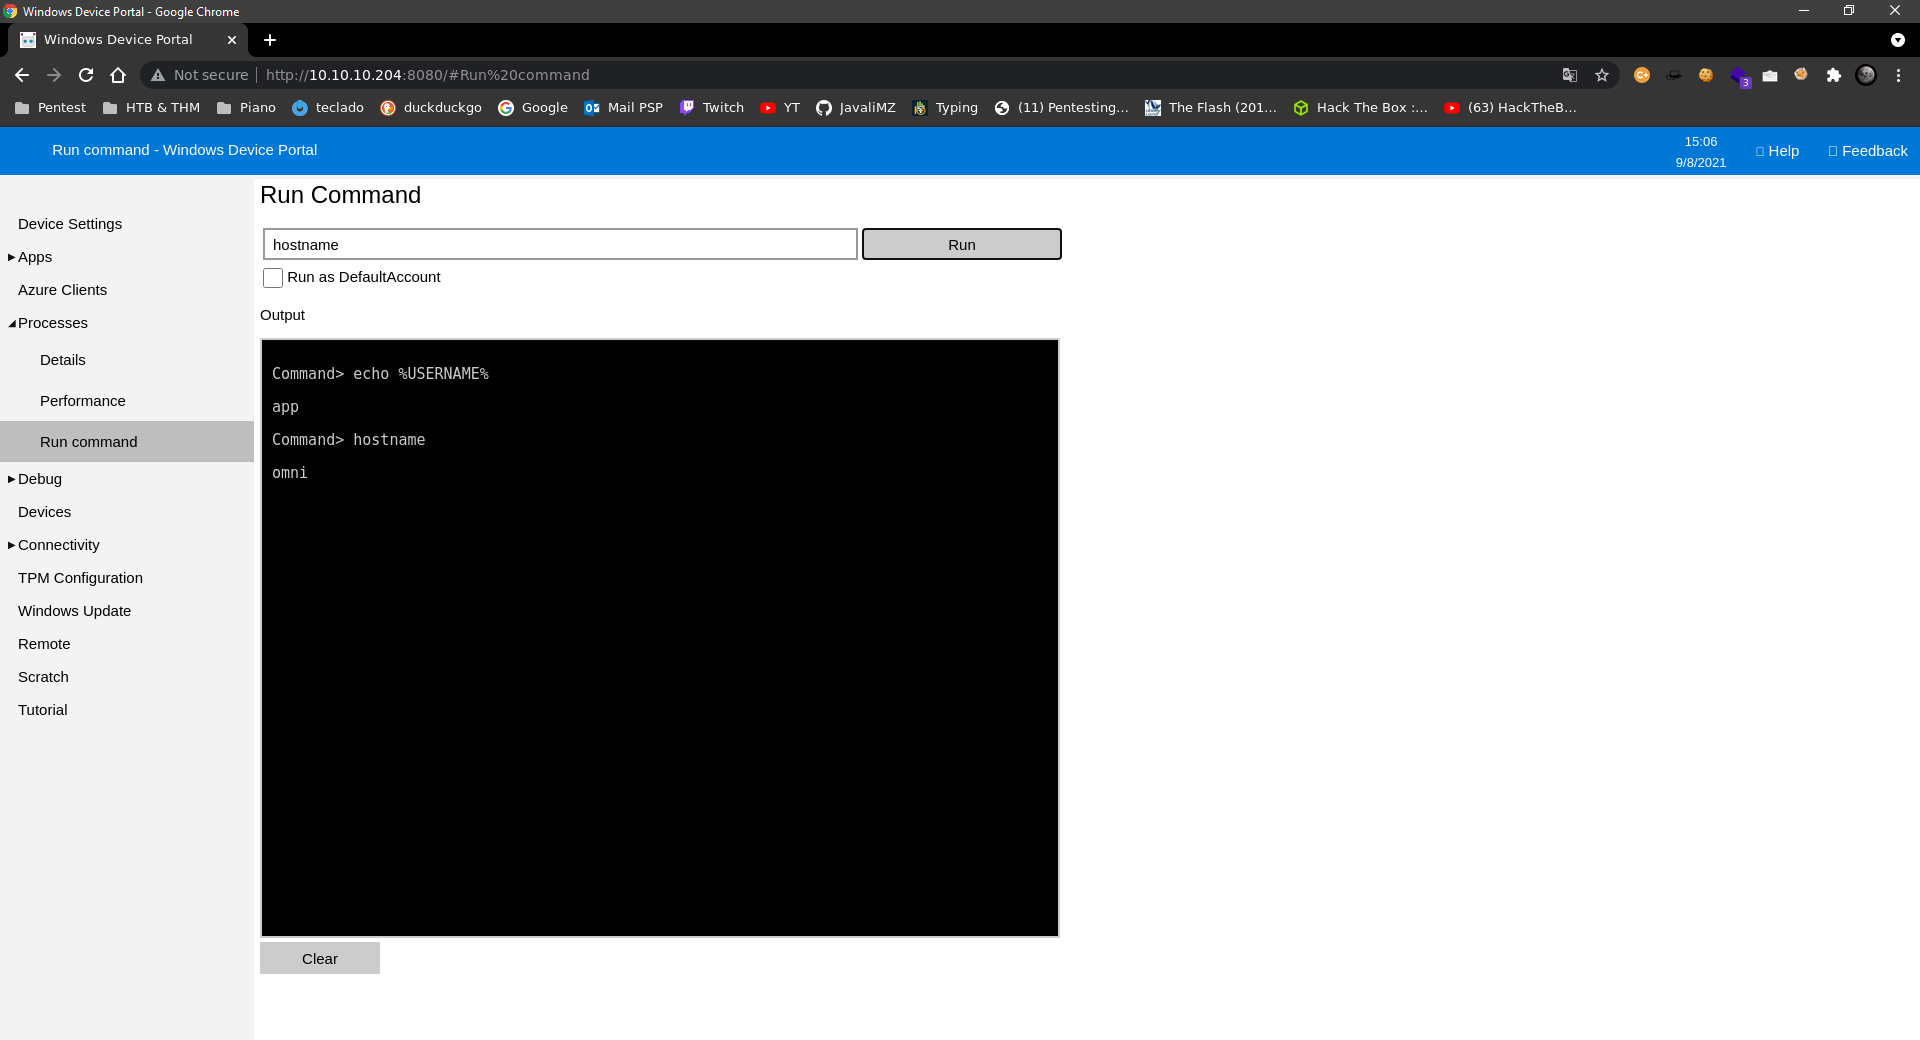 Windows Device Portal - Google Chrome
Windows Device Portal
Not secure http://10.10.10.204:8080/#Run%20command
3
Pentest HTB & THM Piano teclado duckduckgo Google Mail PSP Twitch YT JavaliMZ Typing (11) Pentesting... The Flash (201... Hack The Box :... (63) HackTheB...
Run command - Windows Device Portal
15:06
9/8/2021
Help
Feedback
Device Settings
Apps
Azure Clients
Processes
Details
Performance
Run command
Debug
Devices
Connectivity
TPM Configuration
Windows Update
Remote
Scratch
Tutorial
Run Command
hostname
Run
Run as DefaultAccount
Output
Command> echo %USERNAME%
app
Command> hostname
omni
Clear